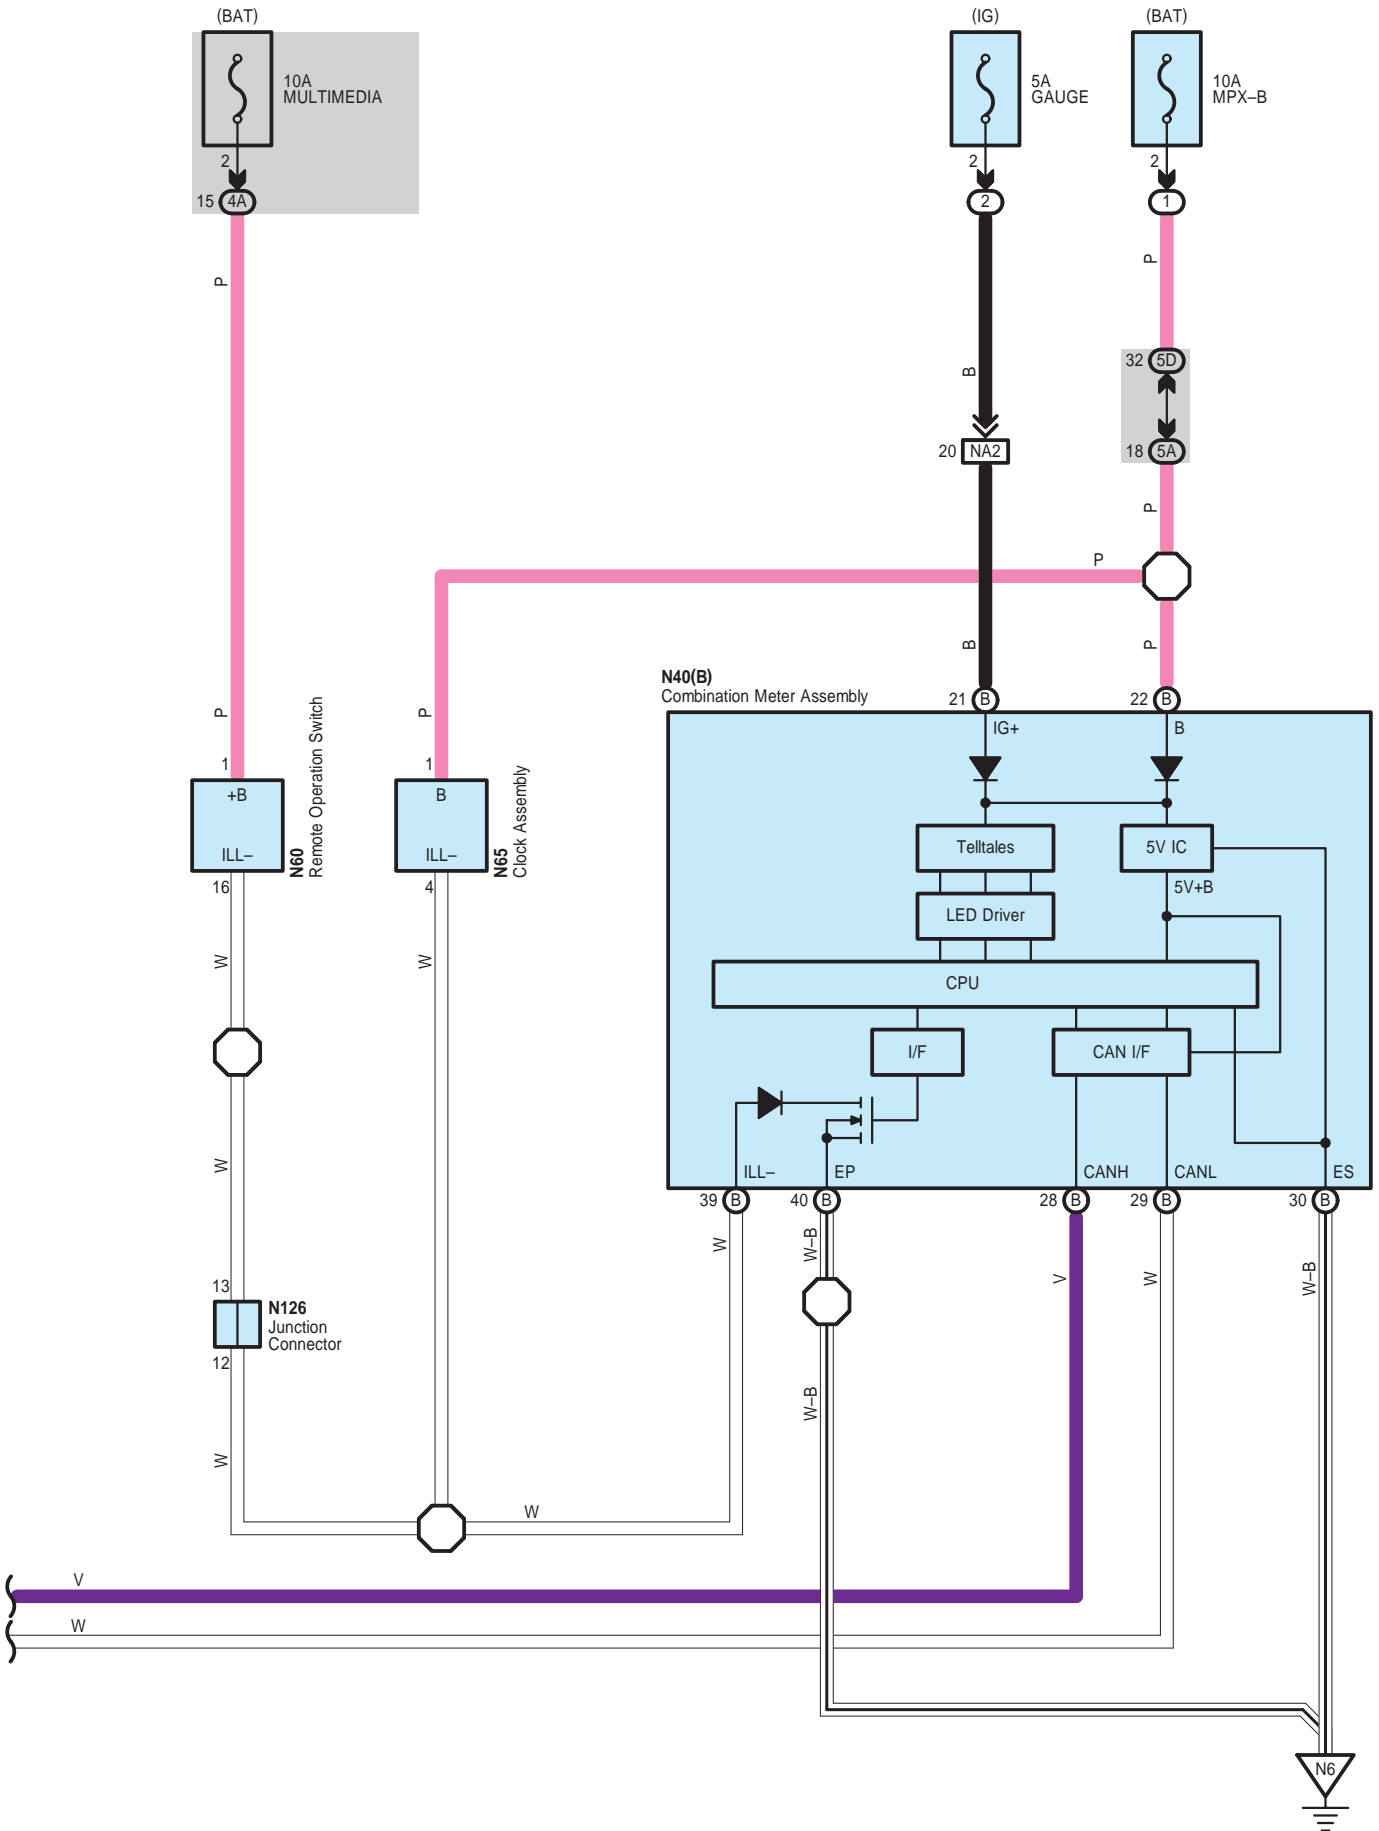 (BAT)
(IG)
(BAT)
10A
MULTIMEDIA
5A
GAUGE
10A
MPX–B
2
2
2
15
4A
2
1
P
P
B
32
5D
20
NA2
18
5A
P
P
B
P
N40(B)
Combination Meter Assembly
21
B
22
B
P
P
IG+
B
1
1
+B
ILL–
N60
Remote Operation Switch
B
ILL–
N65
Clock Assembly
16
4
Telltales
5V IC
5V+B
LED Driver
W
W
CPU
I/F
CAN I/F
W
ILL–
EP
CANH
CANL
ES
39
B
40
B
28
B
29
B
30
B
W
W–B
V
W
W–B
13
N126
Junction
Connector
12
W–B
W
W
V
W
N6